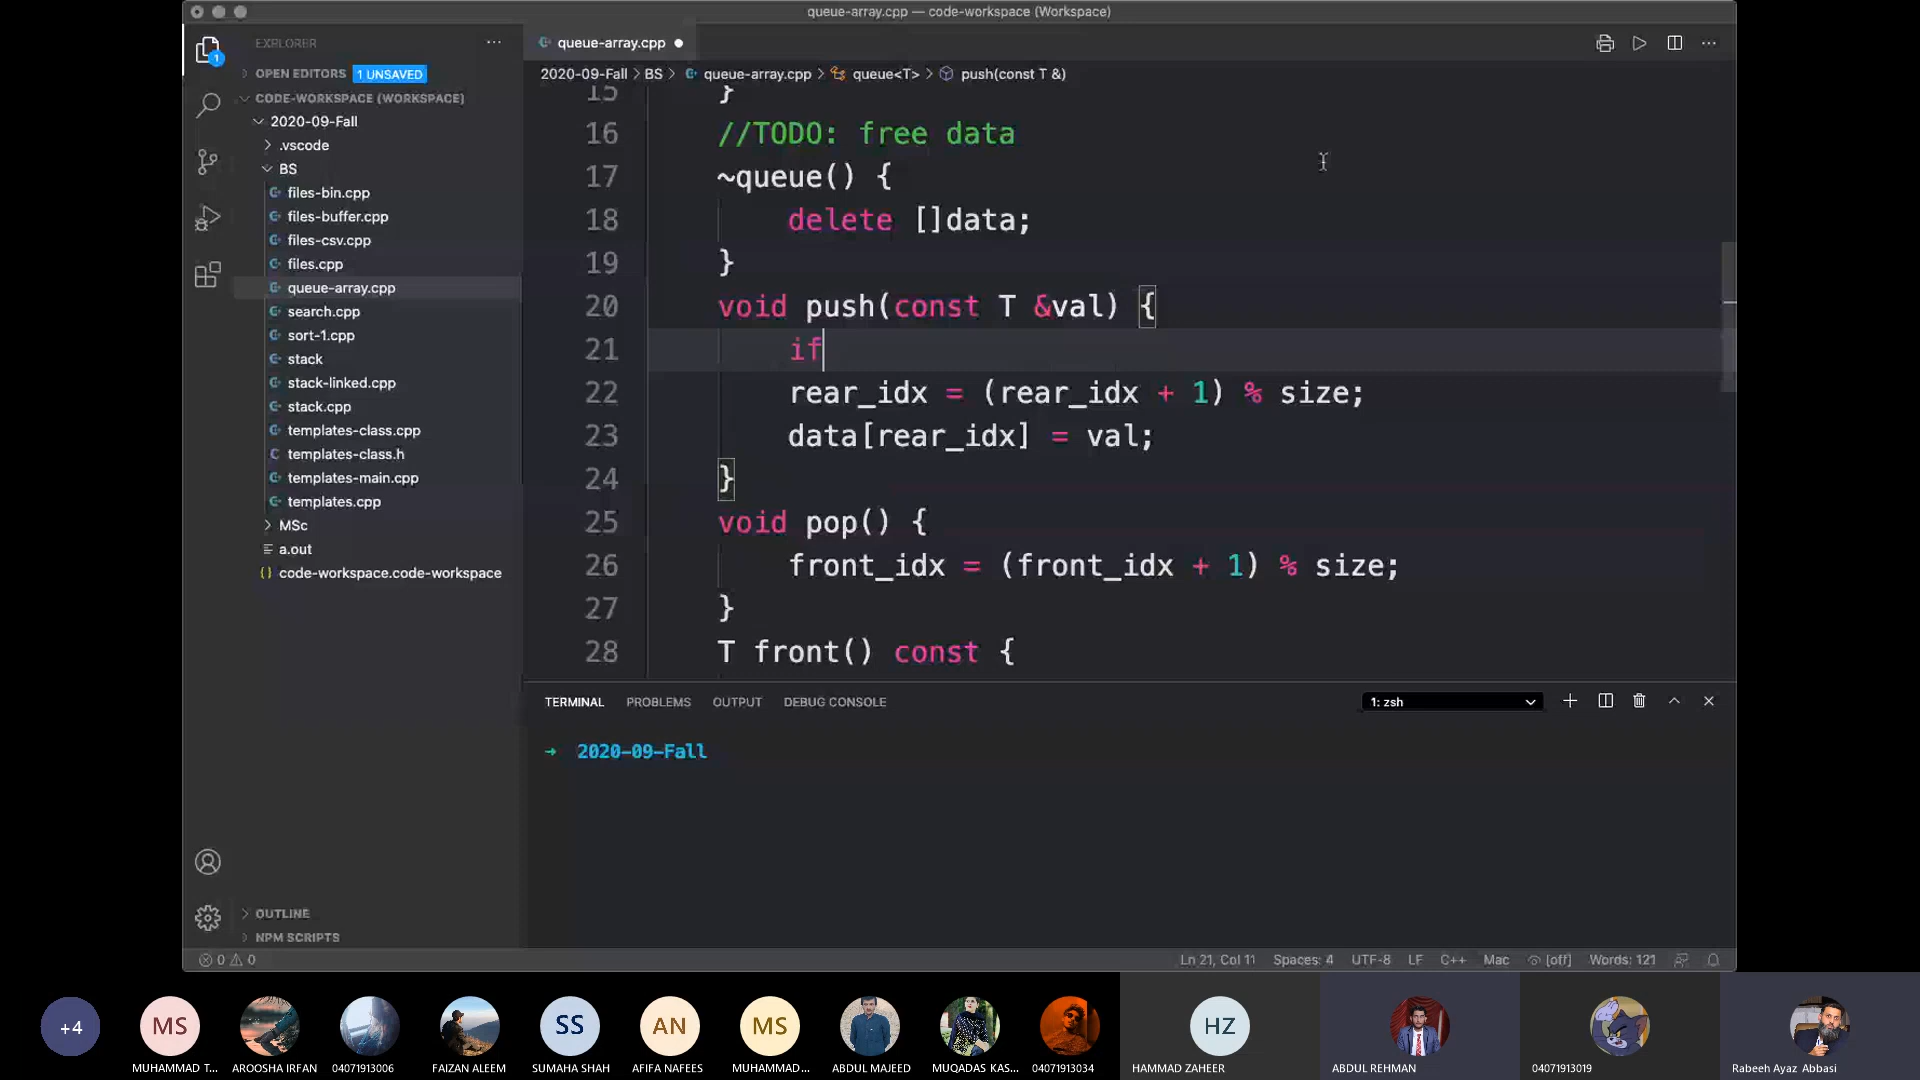 queue-array.cpp — code-workspace (Workspace)
EXPLORER
OPEN EDITORS 1 UNSAVED
CODE-WORKSPACE (WORKSPACE)
2020-09-Fall
.vscode
BS
files-bin.cpp
files-buffer.cpp
files-csv.cpp
files.cpp
queue-array.cpp
search.cpp
sort-1.cpp
stack
stack-linked.cpp
stack.cpp
templates-class.cpp
templates-class.h
templates-main.cpp
templates.cpp
MSc
a.out
code-workspace.code-workspace
OUTLINE
NPM SCRIPTS
1
queue-array.cpp
2020-09-Fall > BS > queue-array.cpp > queue<T> > push(const T &)
15 }
16 //TODO: free data
17 ~queue() {
18 delete []data;
19 }
20 void push(const T &val) {
21 if
22 rear_idx = (rear_idx + 1) % size;
23 data[rear_idx] = val;
24 }
25 void pop() {
26 front_idx = (front_idx + 1) % size;
27 }
28 T front() const {
TERMINAL PROBLEMS OUTPUT DEBUG CONSOLE 1: zsh
→ 2020-09-Fall
0 0 Ln 21, Col 11 Spaces: 4 UTF-8 LF C++ Mac [off] Words: 121
+4 MS SS AN MS HZ
MUHAMMAD T... AROOSHA IRFAN 04071913006 FAIZAN ALEEM SUMAHA SHAH AFIFA NAFEES MUHAMMAD... ABDUL MAJEED MUQADAS KAS... 04071913034 HAMMAD ZAHEER ABDUL REHMAN 04071913019 Rabeeh Ayaz Abbasi